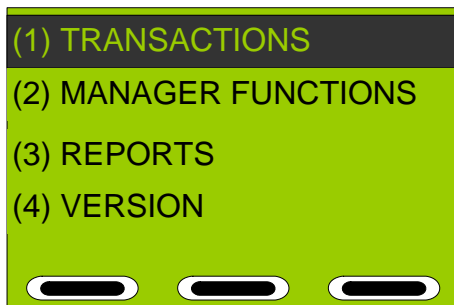 (1) TRANSACTIONS
(2) MANAGER FUNCTIONS
(3) REPORTS
(4) VERSION